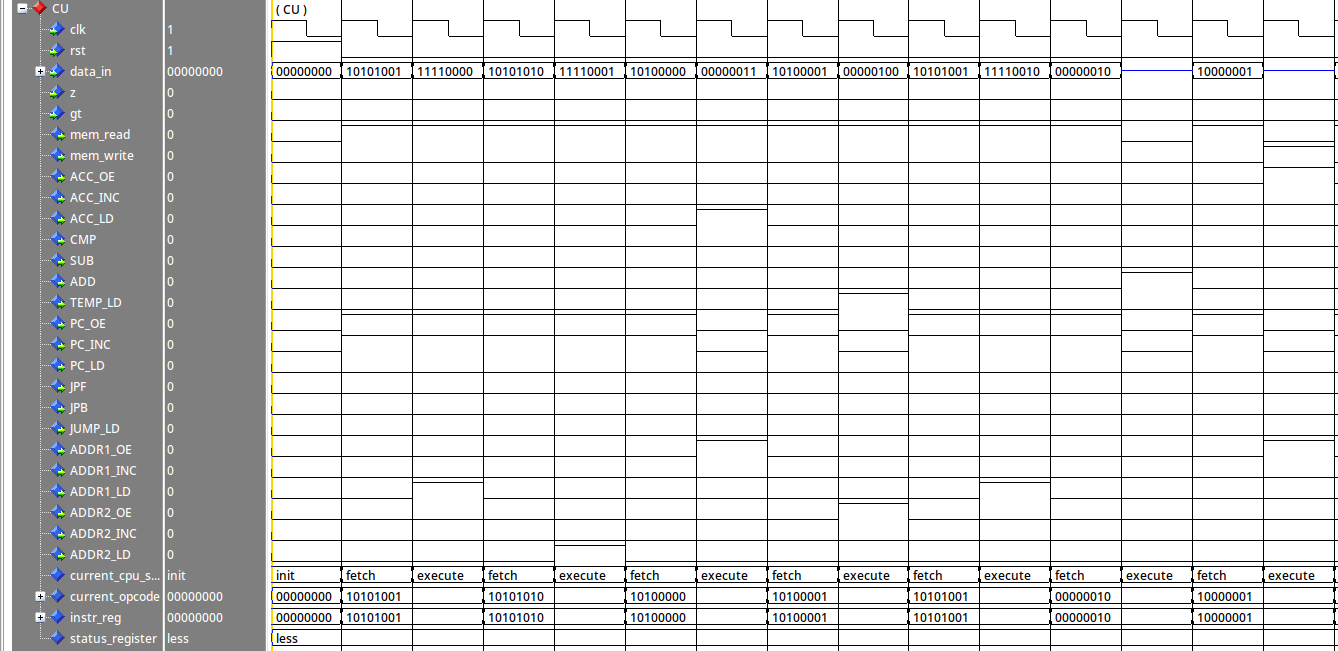 CU ( CU )
clk 1
rst 1
data_in 00000000 00000000 10101001 11110000 10101010 11110001 10100000 00000011 10100001 00000100 10101001 11110010 00000010 10000001
z 0
gt 0
mem_read 0
mem_write 0
ACC_OE 0
ACC_INC 0
ACC_LD 0
CMP 0
SUB 0
ADD 0
TEMP_LD 0
PC_OE 0
PC_INC 0
PC_LD 0
JPF 0
JPB 0
JUMP_LD 0
ADDR1_OE 0
ADDR1_INC 0
ADDR1_LD 0
ADDR2_OE 0
ADDR2_INC 0
ADDR2_LD 0
current_cpu_s... init init fetch execute fetch execute fetch execute fetch execute fetch execute fetch execute fetch execute
current_opcode 00000000 00000000 10101001 10101010 10100000 10100001 10101001 00000010 10000001
instr_reg 00000000 00000000 10101001 10101010 10100000 10100001 10101001 00000010 10000001
status_register less less